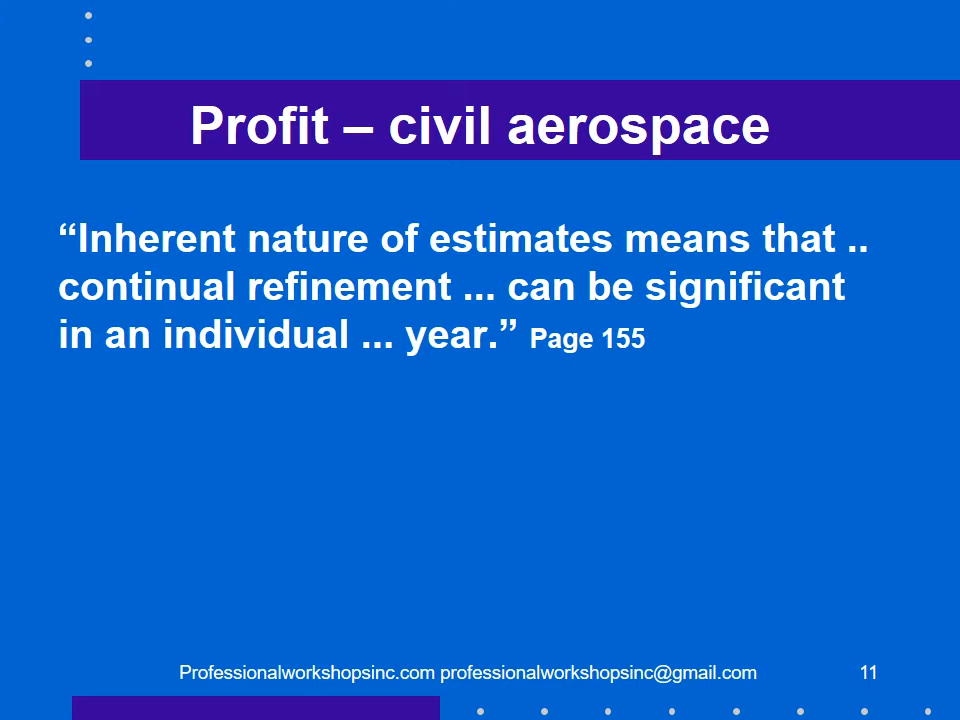 Profit – civil aerospace
“Inherent nature of estimates means that ..
continual refinement ... can be significant
in an individual ... year.” Page 155
Professionalworkshopsinc.com professionalworkshopsinc@gmail.com 11